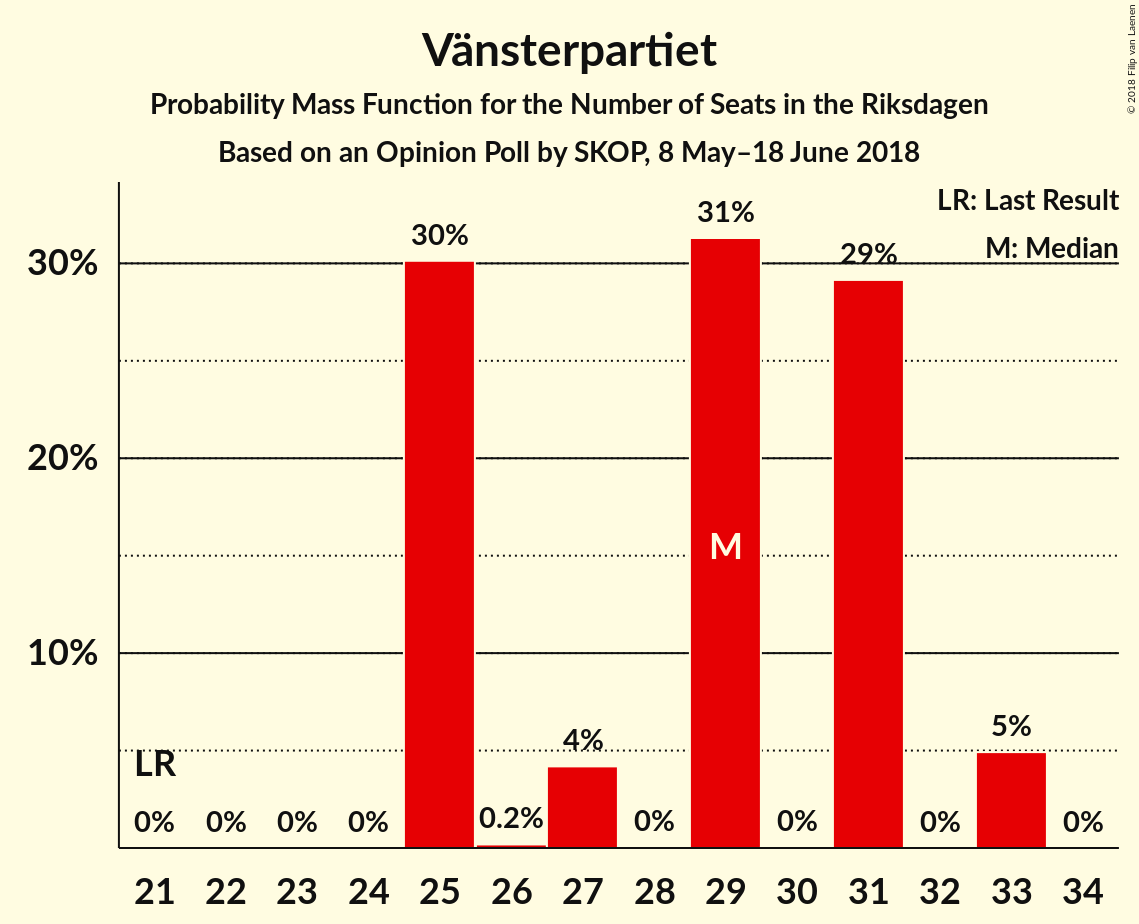 Vänsterpartiet
Probability Mass Function for the Number of Seats in the Riksdagen
Based on an Opinion Poll by SKOP, 8 May–18 June 2018
© 2018 Filip van Laenen
LR: Last Result
M: Median
30%
20%
10%
LR
0% 0% 0% 0% 30% 0.2% 4% 0% 31% 0% 29% 0% 5% 0%
M
21 22 23 24 25 26 27 28 29 30 31 32 33 34